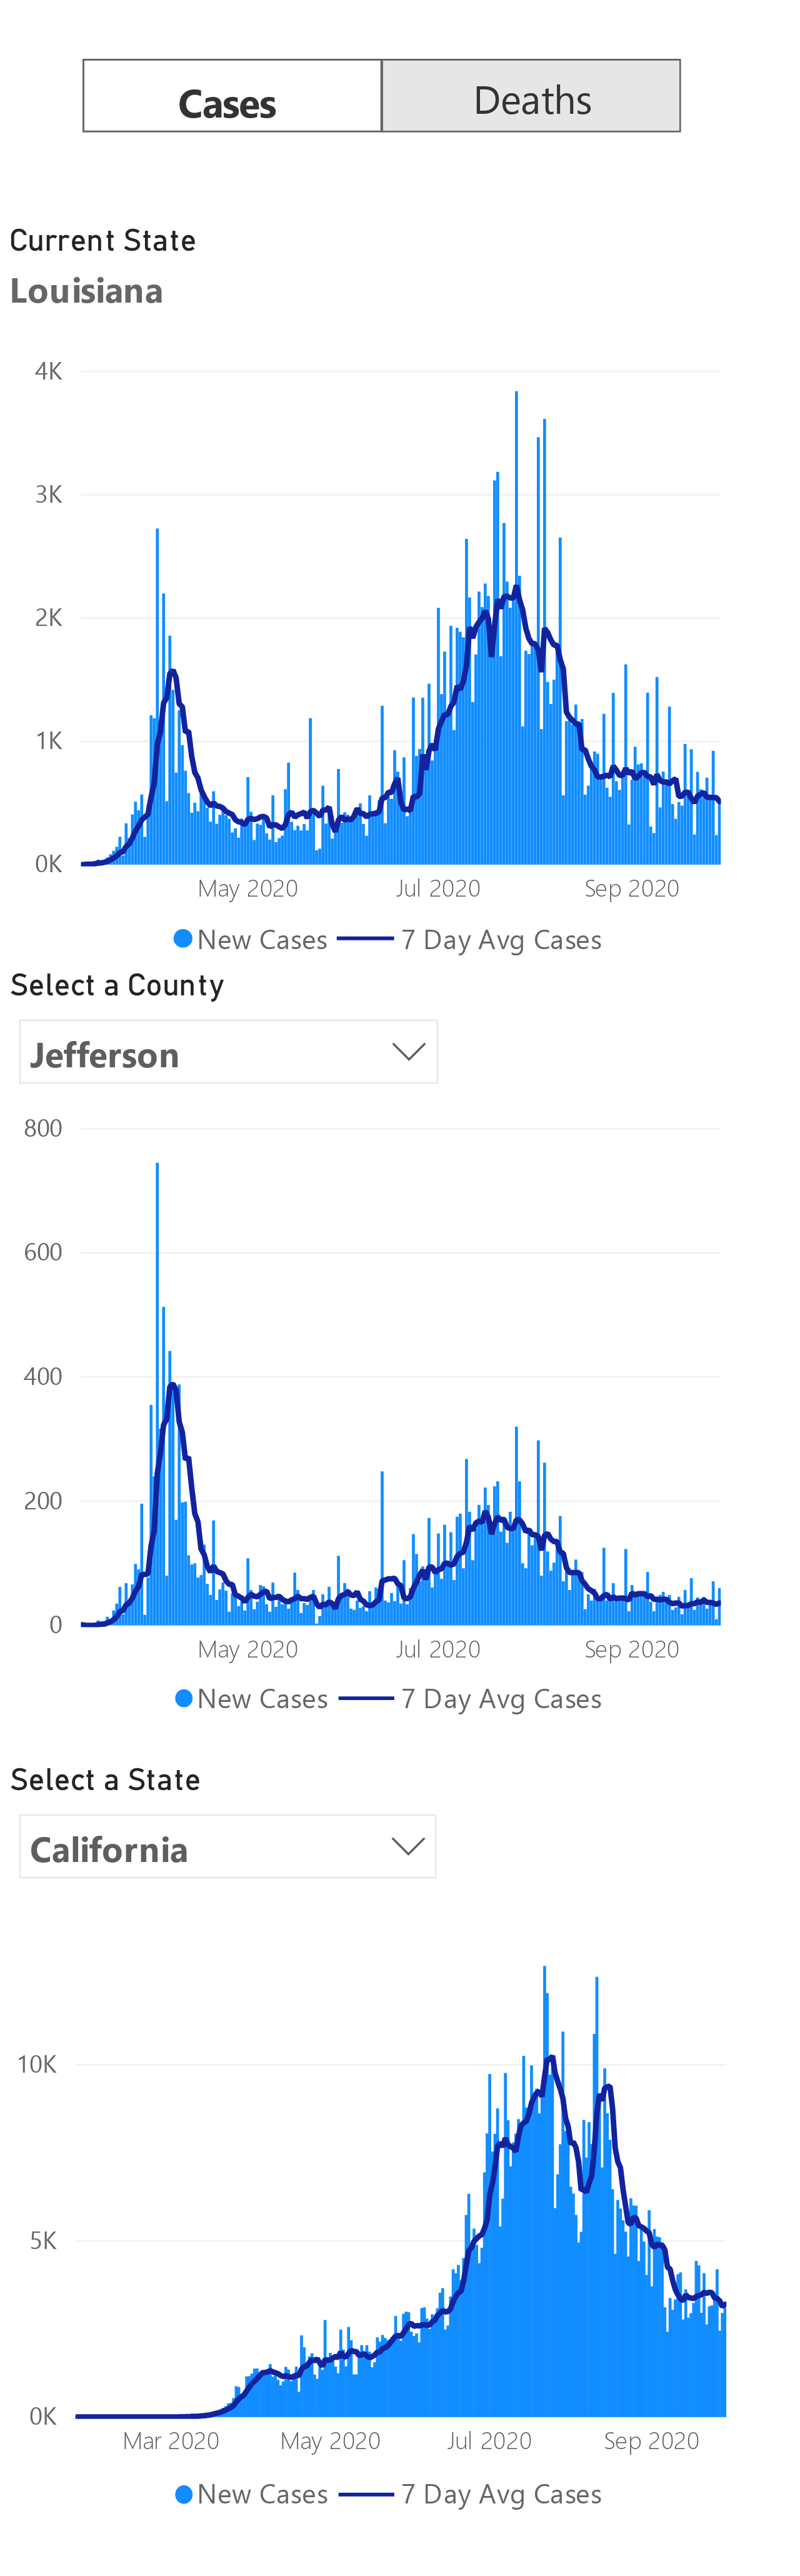 Cases Deaths
Current State
Louisiana
4K
3K
2K
1K
0K
May 2020 Jul 2020 Sep 2020
New Cases 7 Day Avg Cases
Select a County
Jefferson
800
600
400
200
0
May 2020 Jul 2020 Sep 2020
New Cases 7 Day Avg Cases
Select a State
California
10K
5K
0K
Mar 2020 May 2020 Jul 2020 Sep 2020
New Cases 7 Day Avg Cases